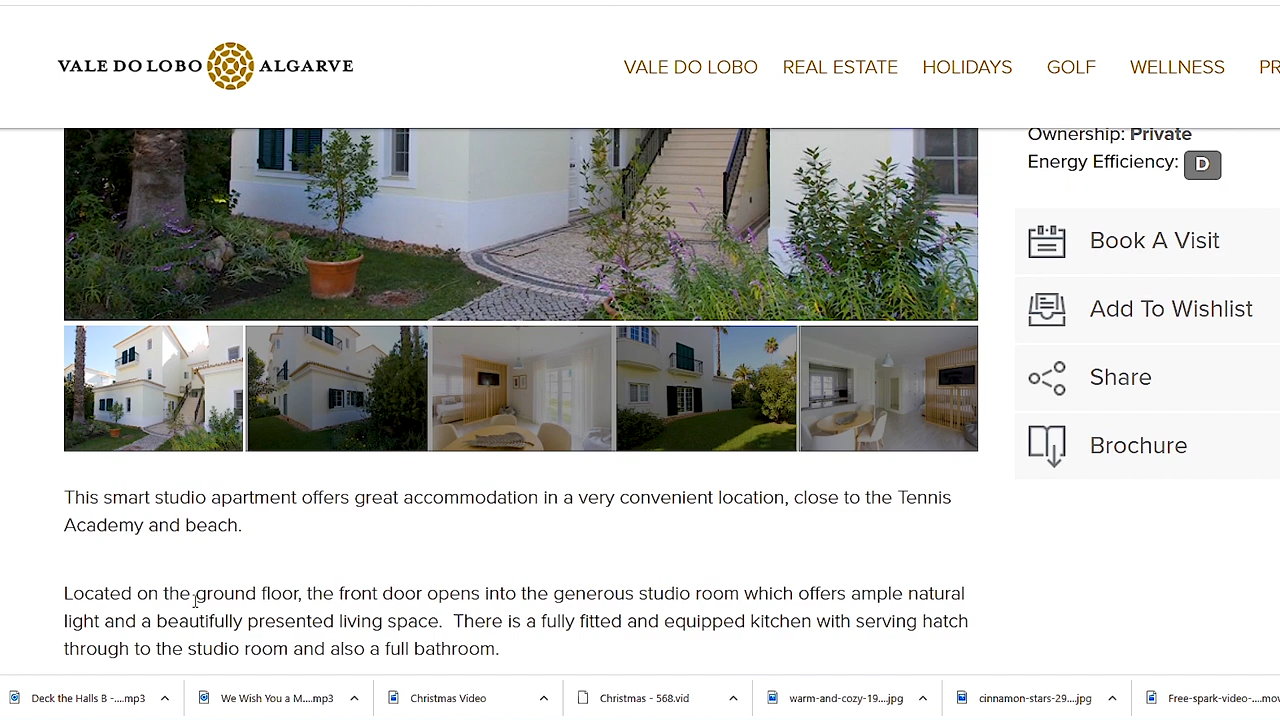 VALE DO LOBO ALGARVE
VALE DO LOBO REAL ESTATE HOLIDAYS GOLF WELLNESS PR
Ownership: Private
Energy Efficiency: D
Book A Visit
Add To Wishlist
Share
Brochure
This smart studio apartment offers great accommodation in a very convenient location, close to the Tennis
Academy and beach.
Located on the ground floor, the front door opens into the generous studio room which offers ample natural
light and a beautifully presented living space.  There is a fully fitted and equipped kitchen with serving hatch
through to the studio room and also a full bathroom.
Deck the Halls B -....mp3 We Wish You a M....mp3 Christmas Video Christmas - 568.vid warm-and-cozy-19....jpg cinnamon-stars-29....jpg Free-spark-video-....mov